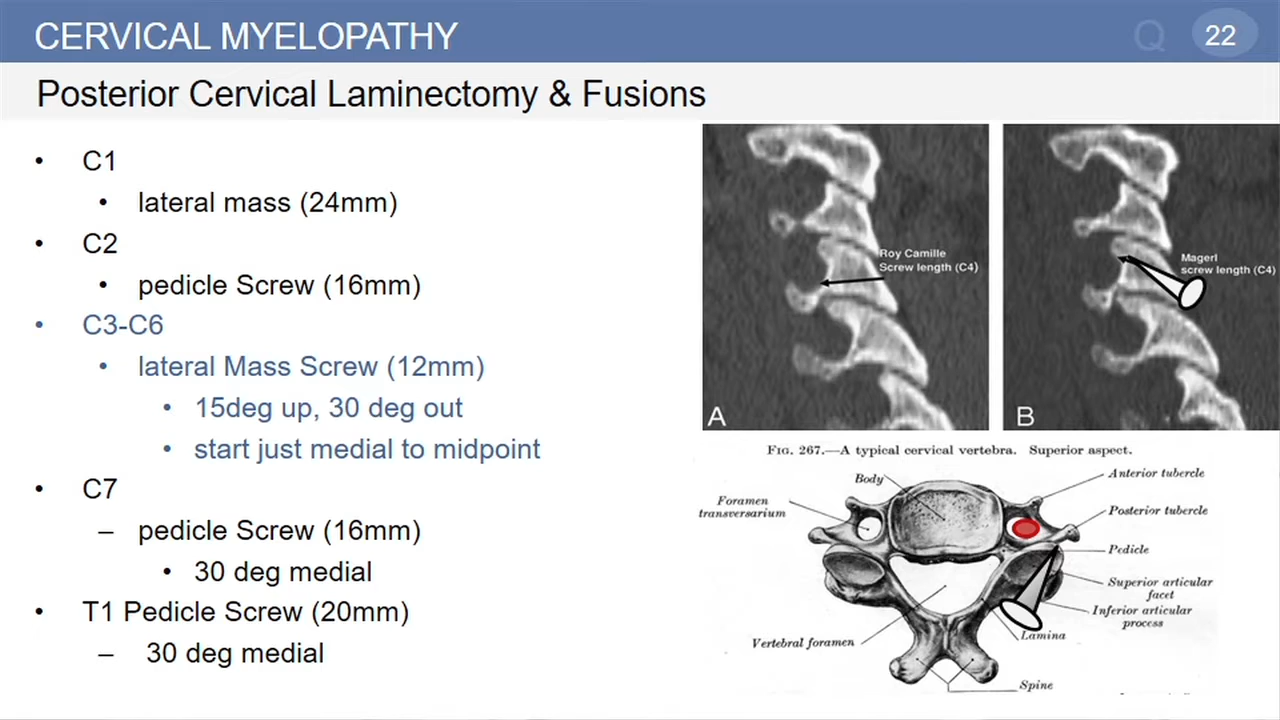 CERVICAL MYELOPATHY
Q
22
Posterior Cervical Laminectomy & Fusions
• C1
• lateral mass (24mm)
• C2
• pedicle Screw (16mm)
• C3-C6
• lateral Mass Screw (12mm)
• 15deg up, 30 deg out
• start just medial to midpoint
• C7
– pedicle Screw (16mm)
• 30 deg medial
• T1 Pedicle Screw (20mm)
– 30 deg medial
Roy Camille
Screw length (C4)
A
Magerl
screw length (C4)
B
FIG. 267.—A typical cervical vertebra. Superior aspect.
Body
Anterior tubercle
Foramen
transversarium
Posterior tubercle
Pedicle
Superior articular
facet
Inferior articular
process
Lamina
Vertebral foramen
Spine